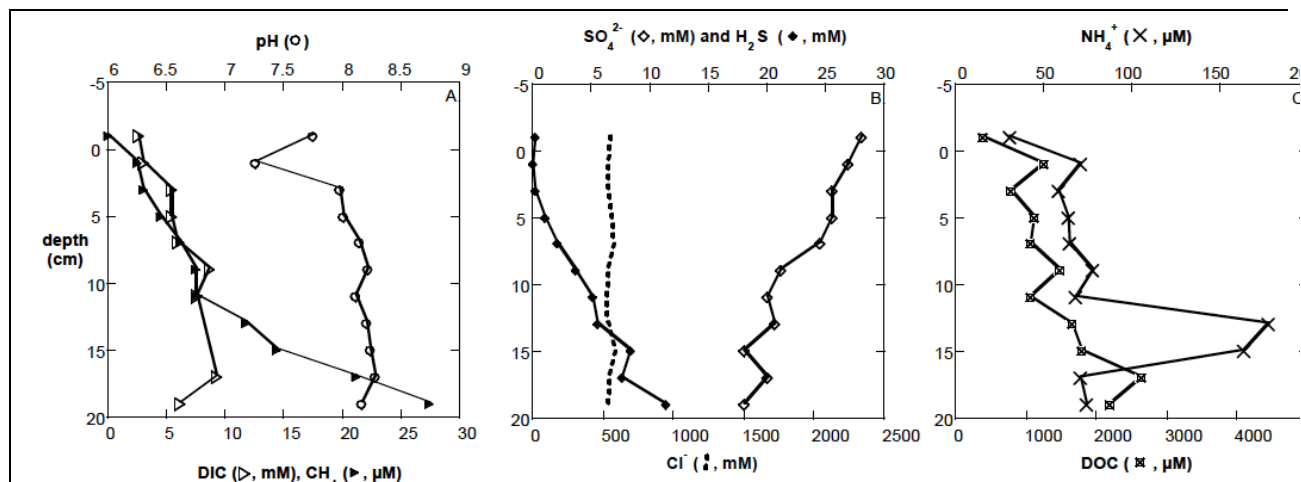 pH (○)
6 6.5 7 7.5 8 8.5 9
SO₄²⁻ (◇, mM) and H₂S (◆, mM)
0 5 10 15 20 25 30
NH₄⁺ (×, µM)
0 50 100 150 20
-5 0 5 10 15 20
depth
(cm)
A
0 5 10 15 20 25 30
DIC (▷, mM), CH (▶, µM)
-5 0 5 10 15 20
B
0 500 1000 1500 2000 2500
Cl⁻ (, mM)
-5 0 5 10 15 20
C
0 1000 2000 3000 4000
DOC (⊠, µM)